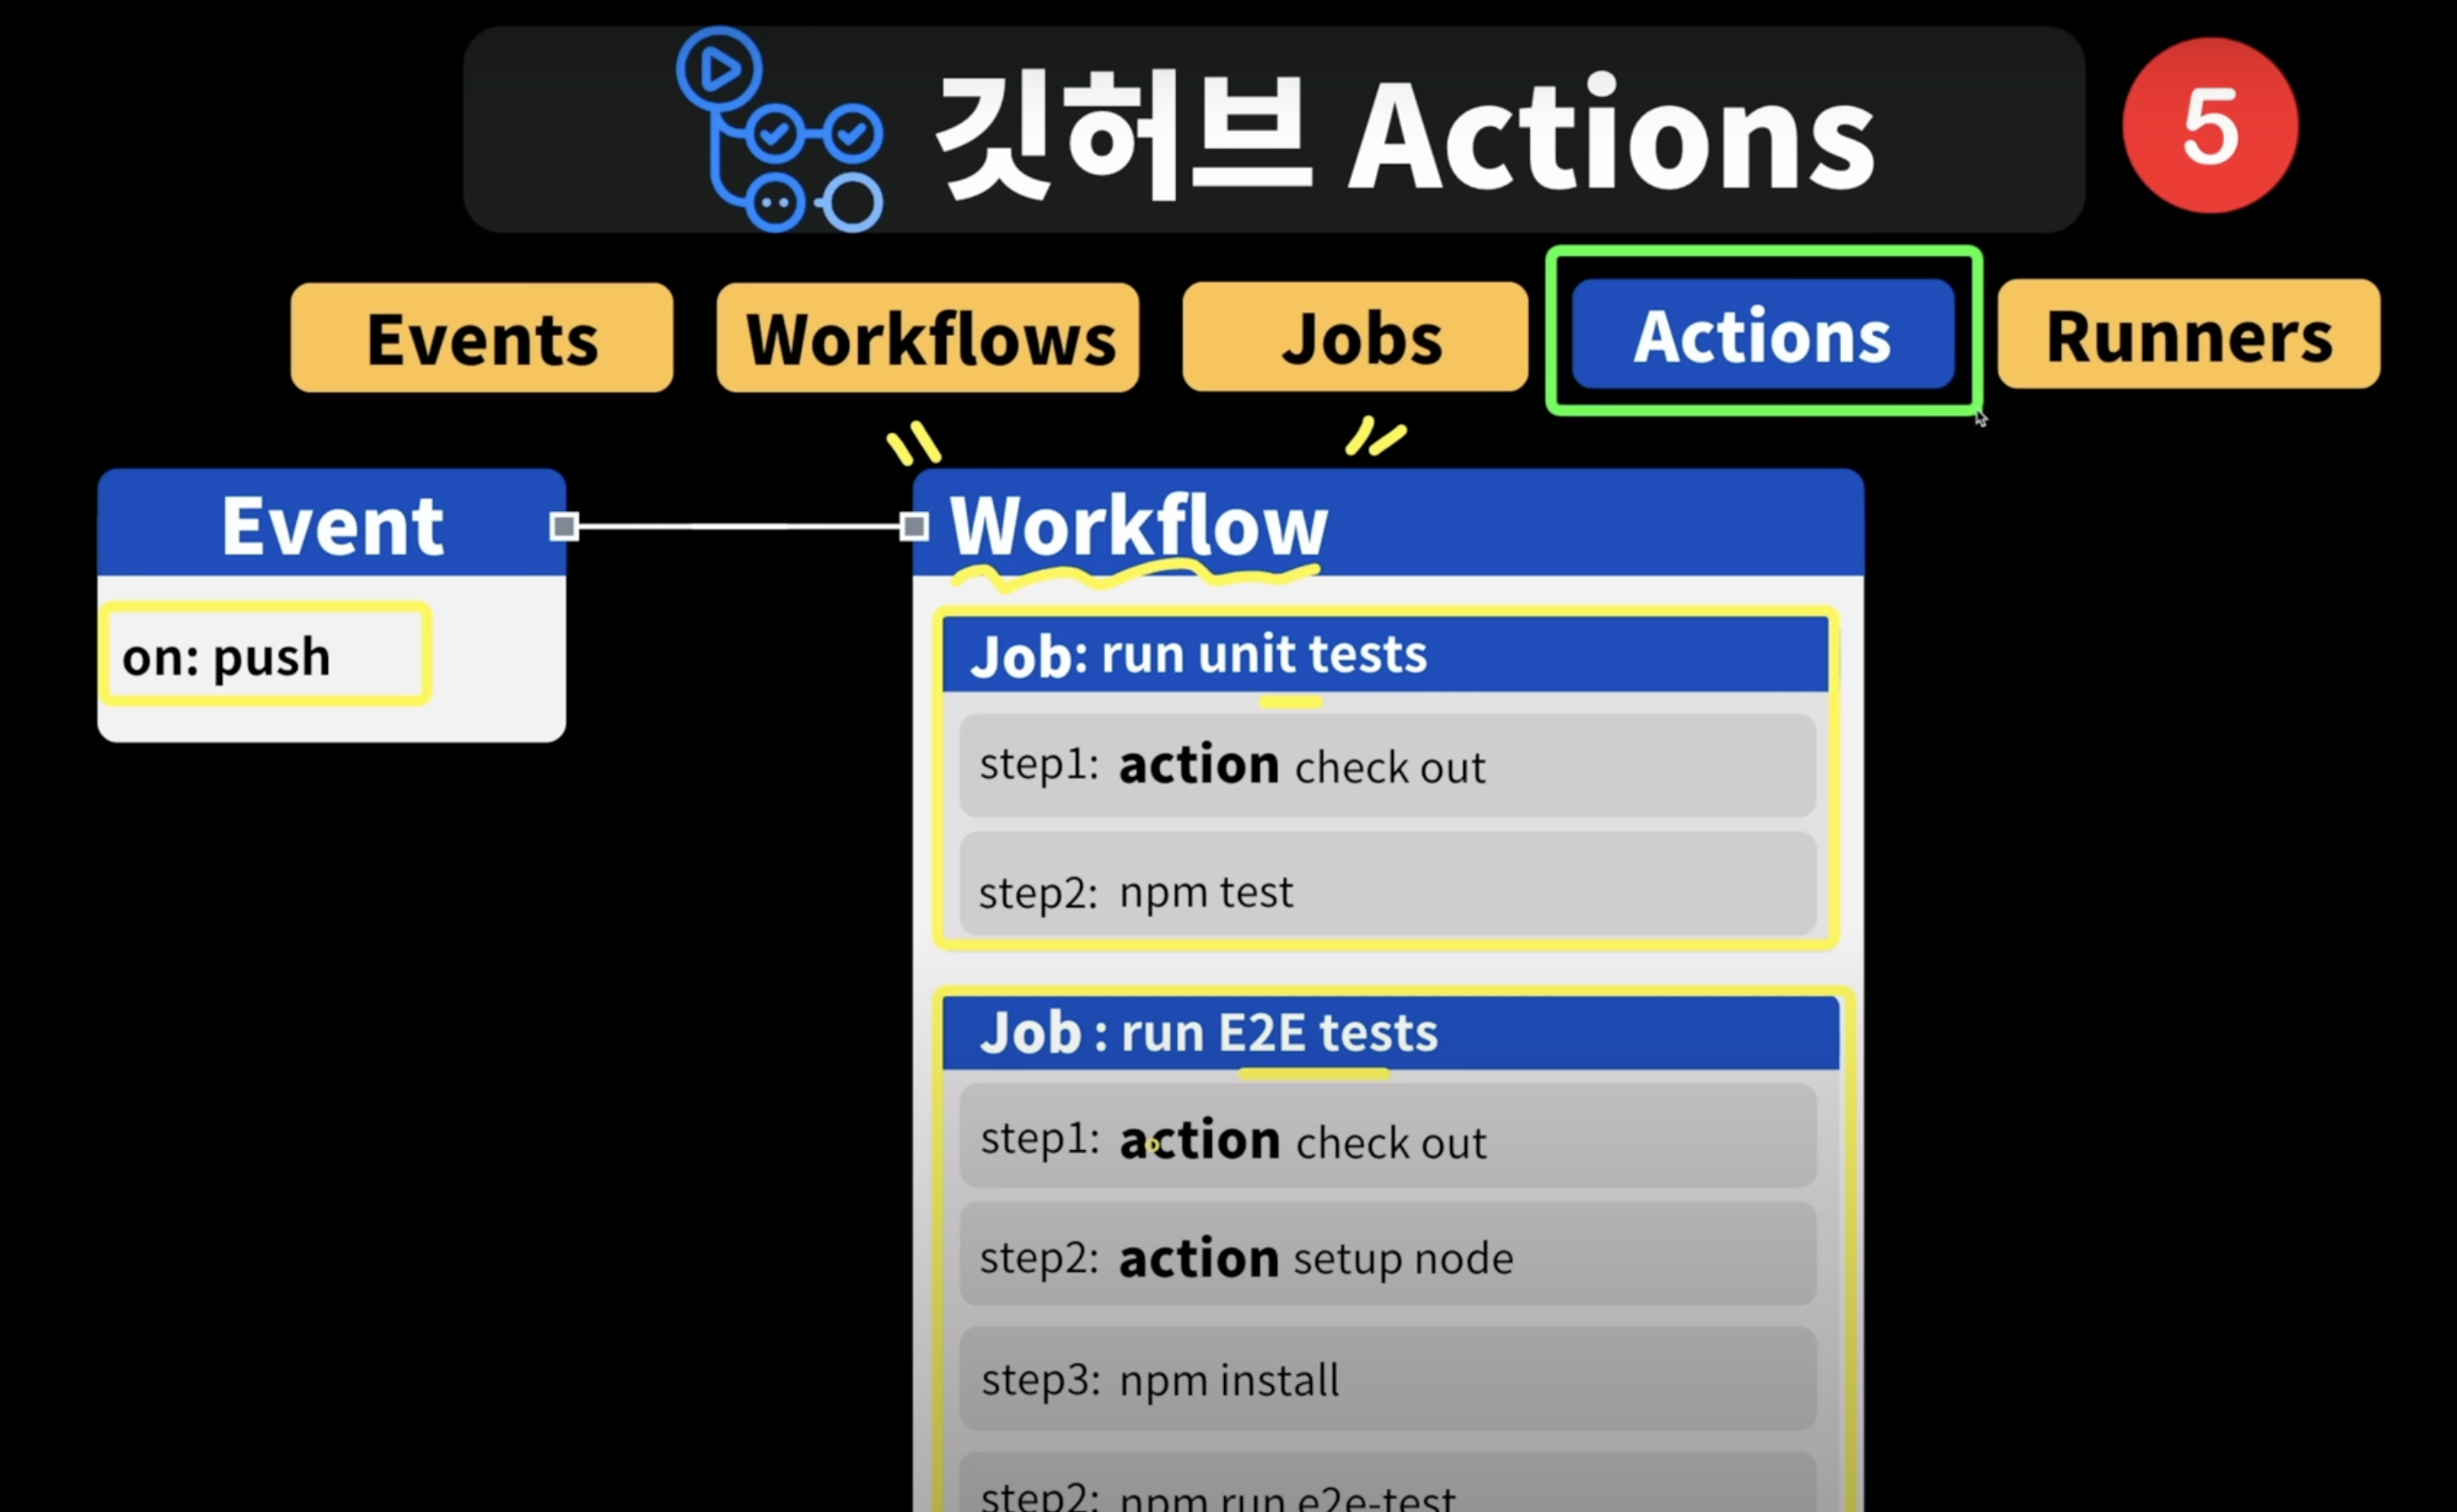 깃허브 Actions
5
Events
Workflows
Jobs
Actions
Runners
Event
on: push
Workflow
Job: run unit tests
step1: action check out
step2: npm test
Job : run E2E tests
step1: action check out
step2: action setup node
step3: npm install
step2: npm run e2e-test